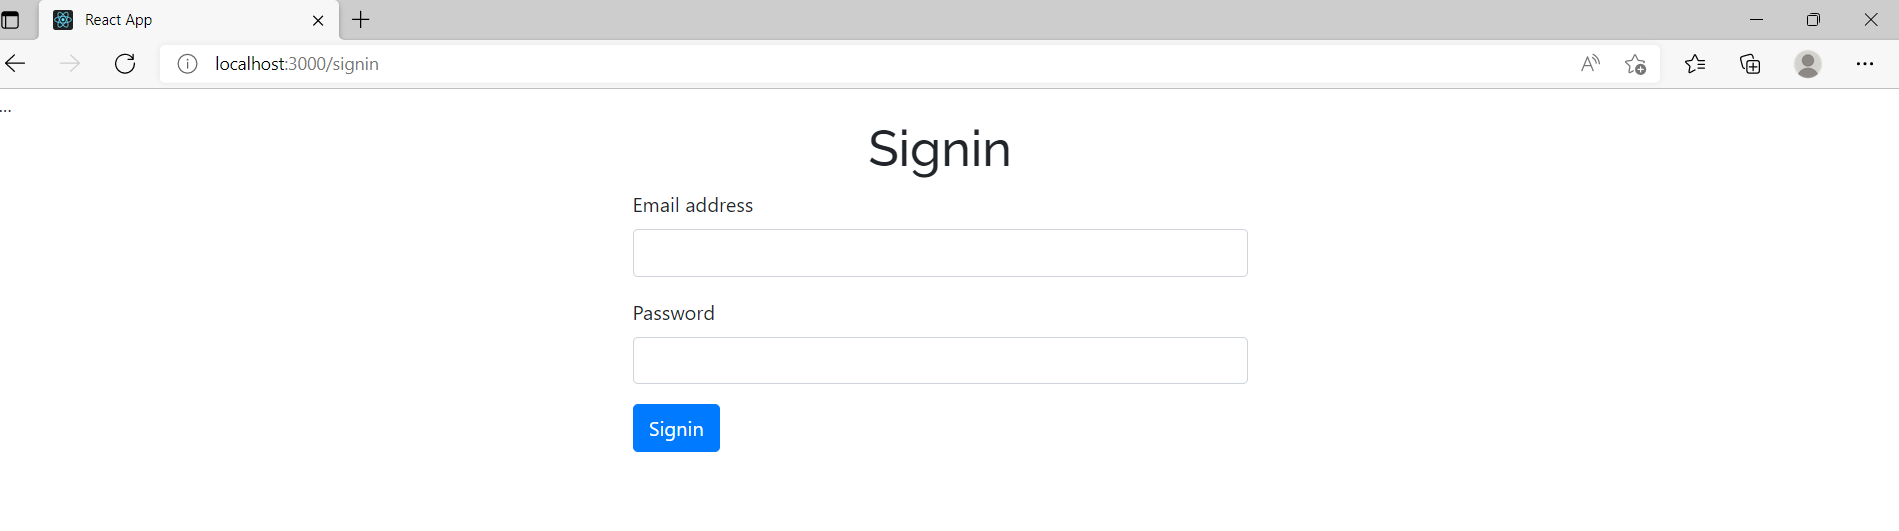 React App
localhost:3000/signin
...
Signin
Email address
Password
Signin